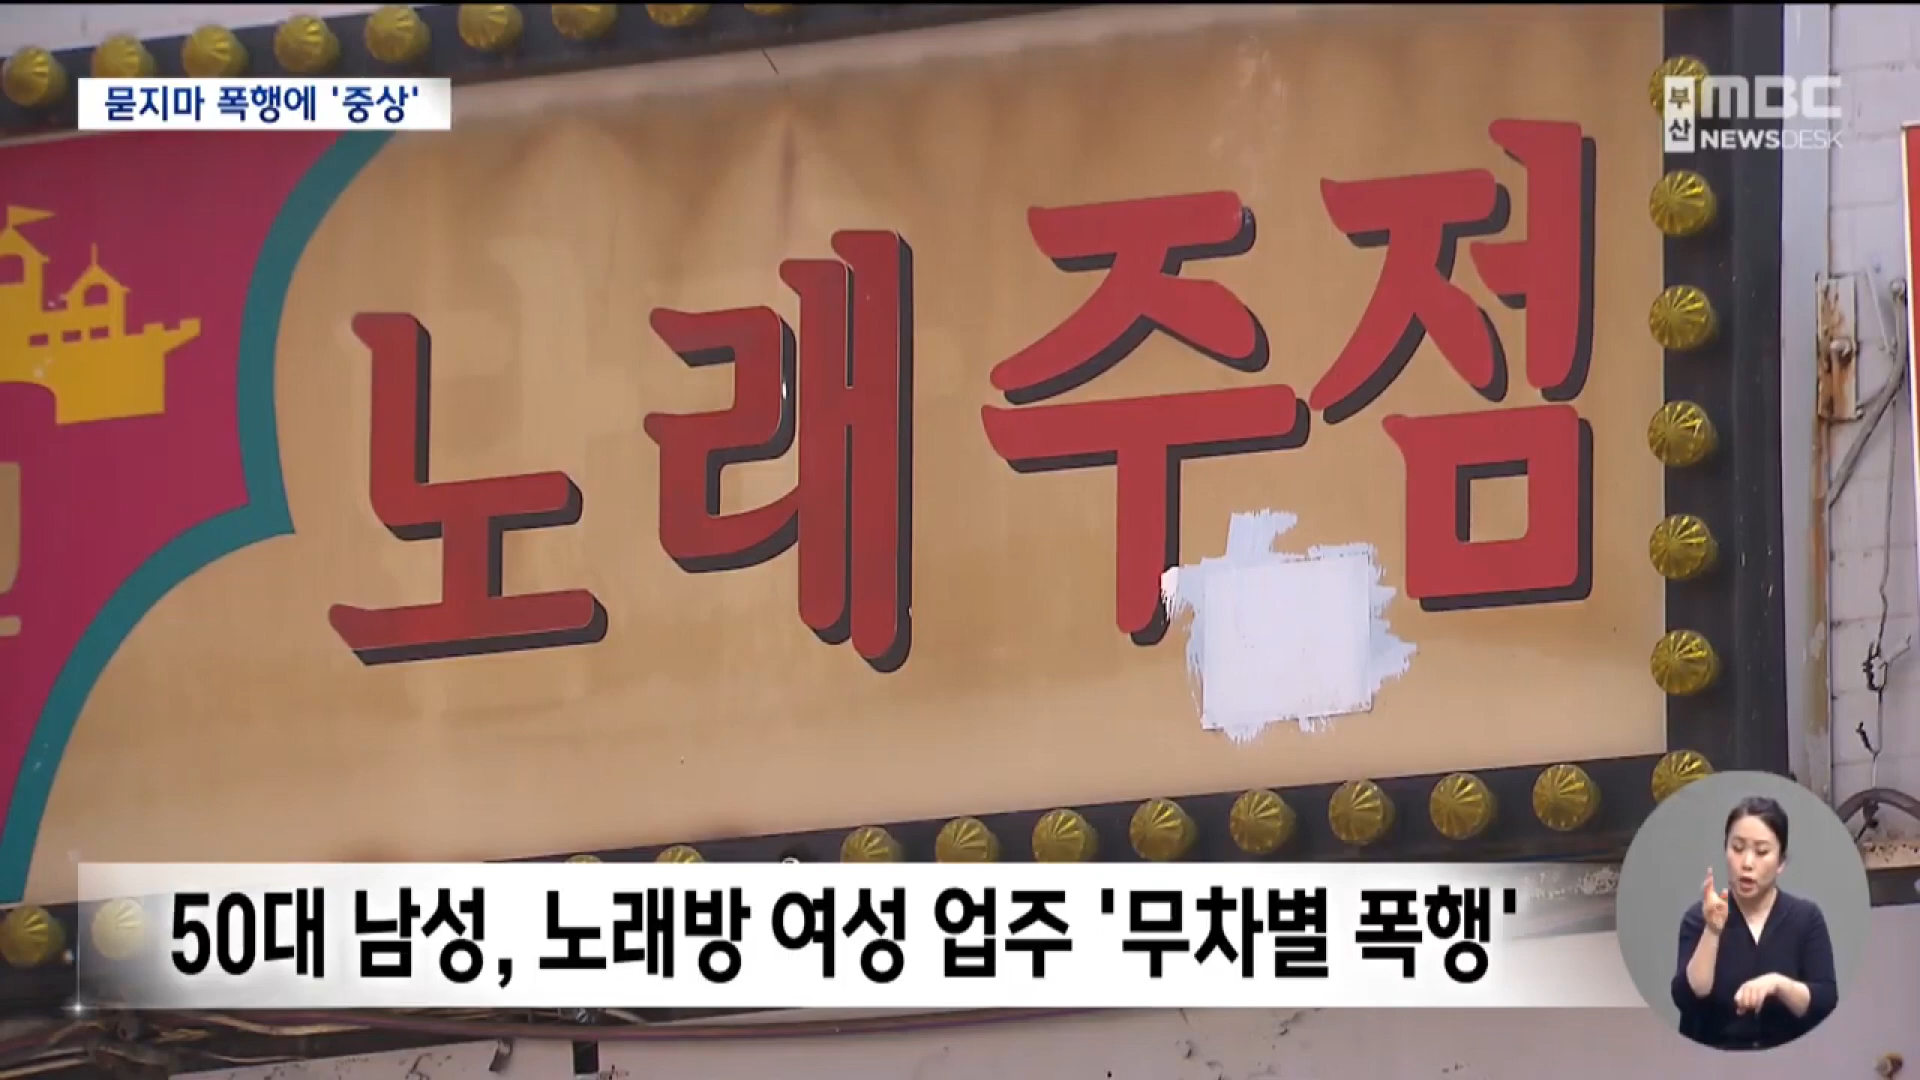 묻지마 폭행에 '중상'
부산 MBC
NEWSDESK
노래주점
50대 남성, 노래방 여성 업주 '무차별 폭행'